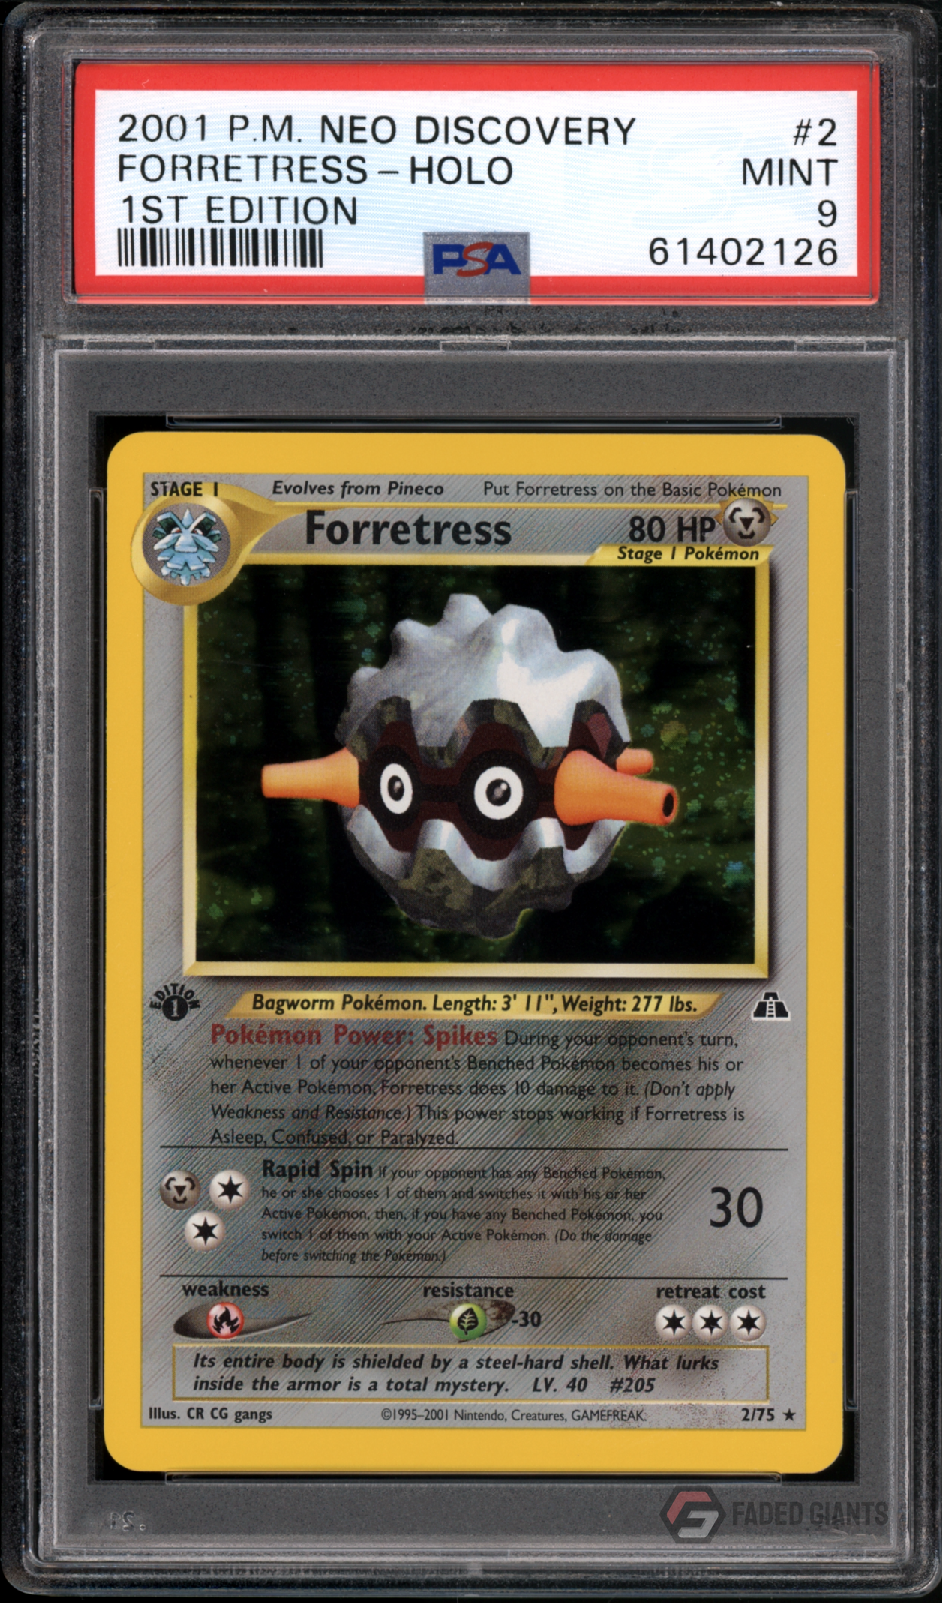 2001 P.M. NEO DISCOVERY #2
FORRETRESS – HOLO MINT
1ST EDITION 9
PSA 61402126
STAGE 1 Evolves from Pineco Put Forretress on the Basic Pokémon
Forretress 80 HP
Stage 1 Pokémon
EDITION 1
Bagworm Pokémon. Length: 3' 11", Weight: 277 lbs.
Pokémon Power: Spikes During your opponent's turn,
whenever 1 of your opponent's Benched Pokémon becomes his or
her Active Pokémon, Forretress does 10 damage to it. (Don't apply
Weakness and Resistance.) This power stops working if Forretress is
Asleep, Confused, or Paralyzed.
Rapid Spin If your opponent has any Benched Pokémon,
he or she chooses 1 of them and switches it with his or her
Active Pokémon, then, if you have any Benched Pokémon, you
switch 1 of them with your Active Pokémon. (Do the damage
before switching the Pokémon.)
30
weakness resistance retreat cost
-30
Its entire body is shielded by a steel-hard shell. What lurks
inside the armor is a total mystery. LV. 40 #205
Illus. CR CG gangs ©1995-2001 Nintendo, Creatures, GAMEFREAK. 2/75 ★
FADED GIANTS